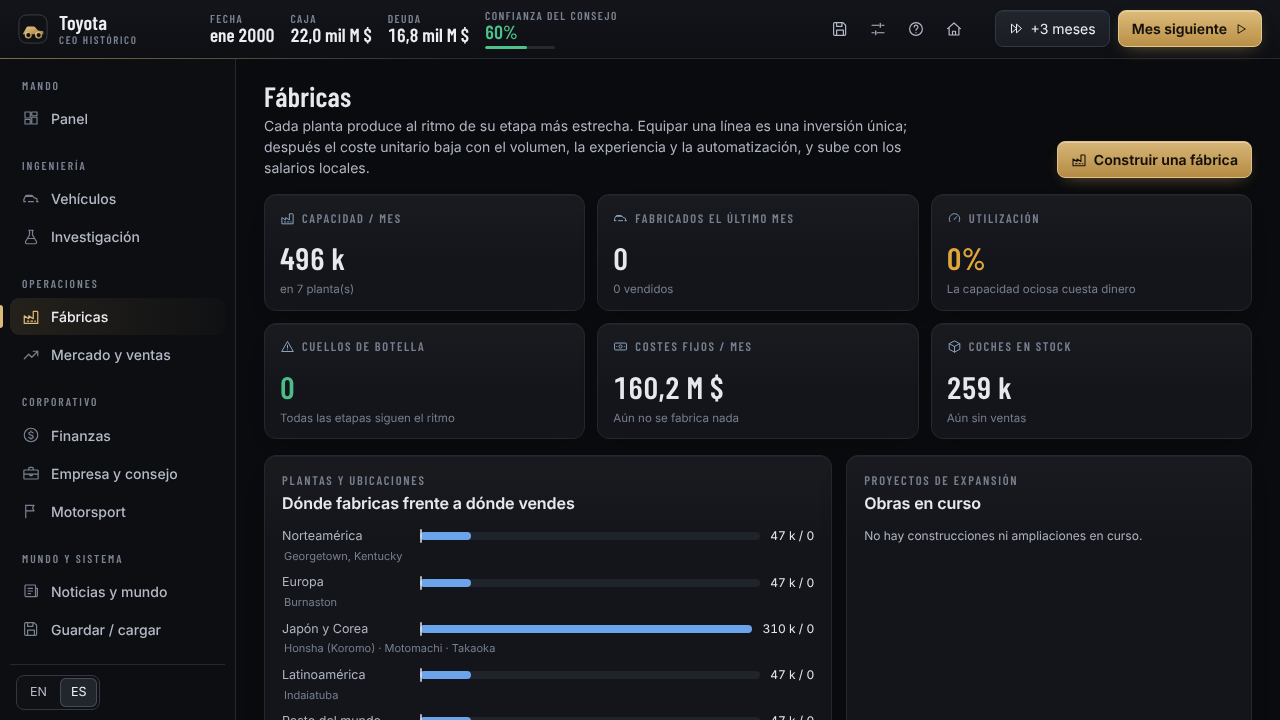 Toyota
CEO HISTÓRICO
FECHA
ene 2000
CAJA
22,0 mil M $
DEUDA
16,8 mil M $
CONFIANZA DEL CONSEJO
60%
+3 meses
Mes siguiente
MANDO
Panel
INGENIERÍA
Vehículos
Investigación
OPERACIONES
Fábricas
Mercado y ventas
CORPORATIVO
Finanzas
Empresa y consejo
Motorsport
MUNDO Y SISTEMA
Noticias y mundo
Guardar / cargar
EN
ES
Fábricas
Cada planta produce al ritmo de su etapa más estrecha. Equipar una línea es una inversión única;
después el coste unitario baja con el volumen, la experiencia y la automatización, y sube con los
salarios locales.
Construir una fábrica
CAPACIDAD / MES
496 k
en 7 planta(s)
FABRICADOS EL ÚLTIMO MES
0
0 vendidos
UTILIZACIÓN
0%
La capacidad ociosa cuesta dinero
CUELLOS DE BOTELLA
0
Todas las etapas siguen el ritmo
COSTES FIJOS / MES
160,2 M $
Aún no se fabrica nada
COCHES EN STOCK
259 k
Aún sin ventas
PLANTAS Y UBICACIONES
Dónde fabricas frente a dónde vendes
Norteamérica
47 k / 0
Georgetown, Kentucky
Europa
47 k / 0
Burnaston
Japón y Corea
310 k / 0
Honsha (Koromo) · Motomachi · Takaoka
Latinoamérica
47 k / 0
Indaiatuba
Resto del mundo
47 k / 0
PROYECTOS DE EXPANSIÓN
Obras en curso
No hay construcciones ni ampliaciones en curso.